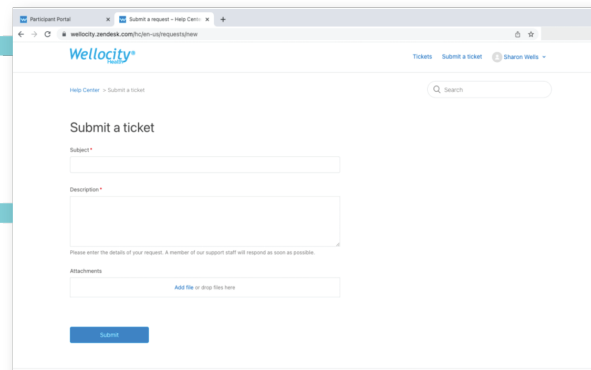 Participant Portal
Submit a request – Help Cente
wellocity.zendesk.com/hc/en-us/requests/new
Wellocity
Health
Tickets Submit a ticket Sharon Wells
Help Center > Submit a ticket
Search
Submit a ticket
Subject*
Description*
Please enter the details of your request. A member of our support staff will respond as soon as possible.
Attachments
Add file or drop files here
Submit